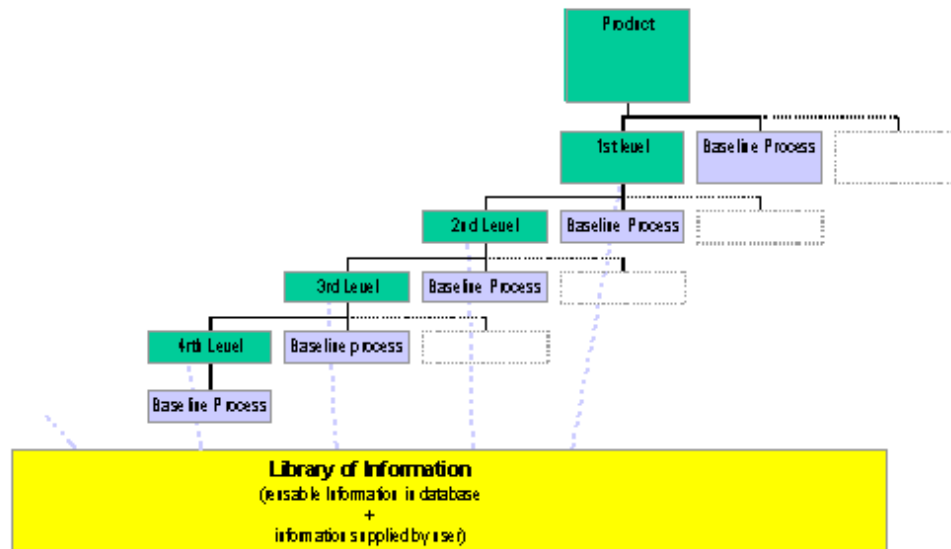 Product
1st level
Baseline Process
2nd Level
Baseline Process
3rd Level
Baseline Process
4rth Level
Baseline process
Baseline Process
Library of Information
(reusable Information in database
+
information supplied by user)